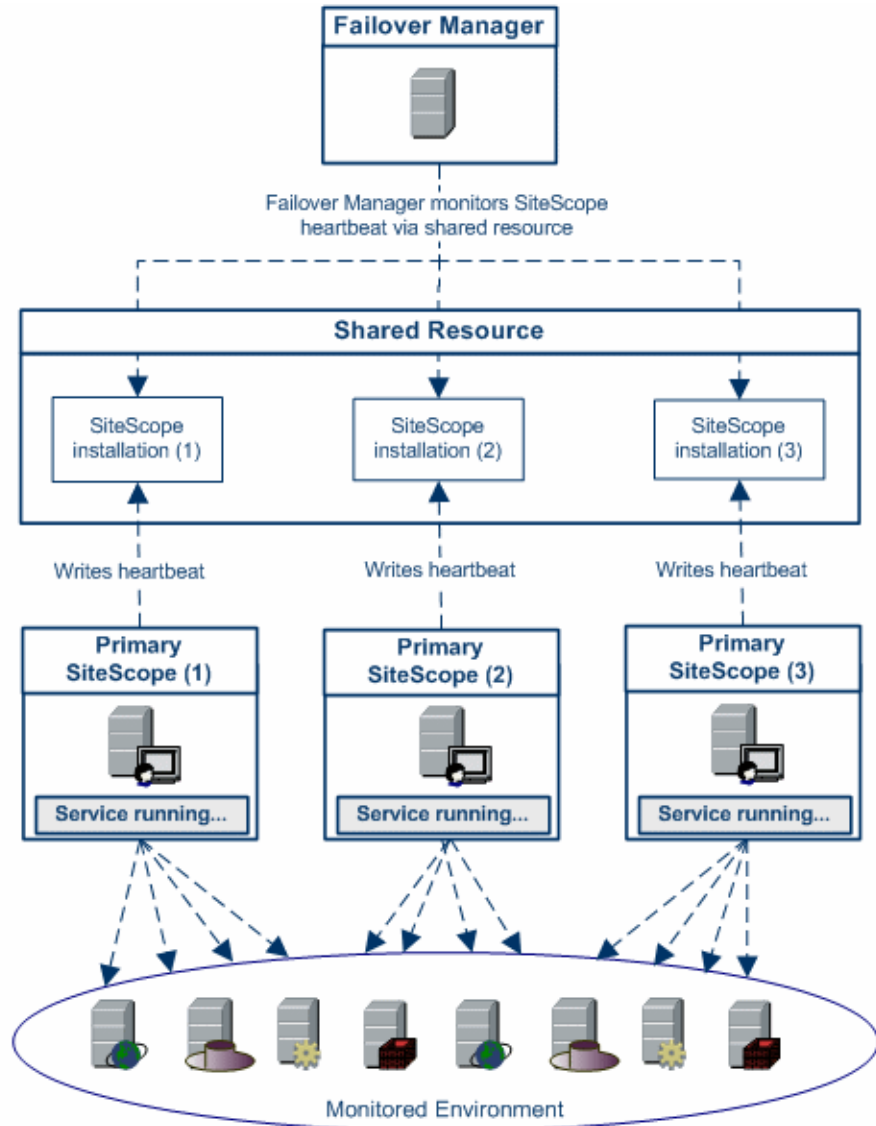 Failover Manager
Failover Manager monitors SiteScope
heartbeat via shared resource
Shared Resource
SiteScope
installation (1)
SiteScope
installation (2)
SiteScope
installation (3)
Writes heartbeat
Writes heartbeat
Writes heartbeat
Primary
SiteScope (1)
Primary
SiteScope (2)
Primary
SiteScope (3)
Service running...
Service running...
Service running...
Monitored Environment